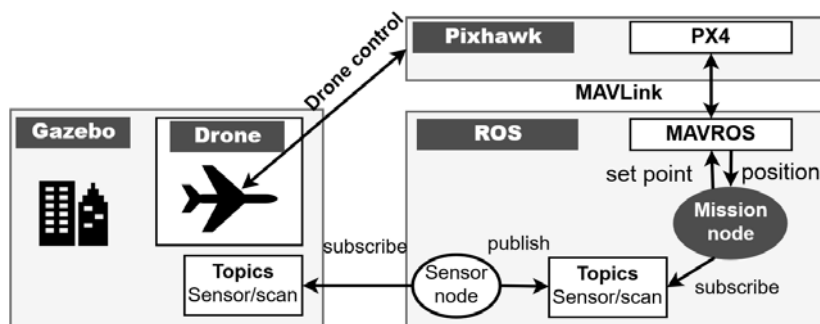 Pixhawk
PX4
Drone control
MAVLink
Gazebo
Drone
ROS
MAVROS
set point
position
Mission
node
subscribe
publish
Topics
Sensor/scan
Sensor
node
Topics
Sensor/scan
subscribe